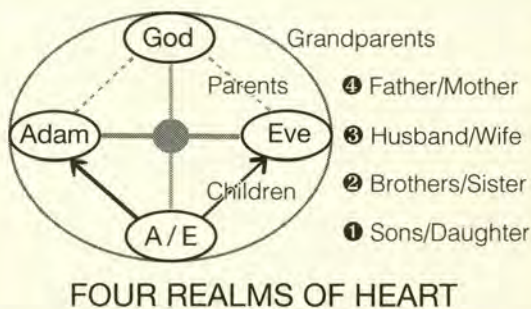 God
Grandparents
Parents
❹ Father/Mother
Adam
Eve
❸ Husband/Wife
Children
❷ Brothers/Sister
A / E
❶ Sons/Daughter
FOUR REALMS OF HEART